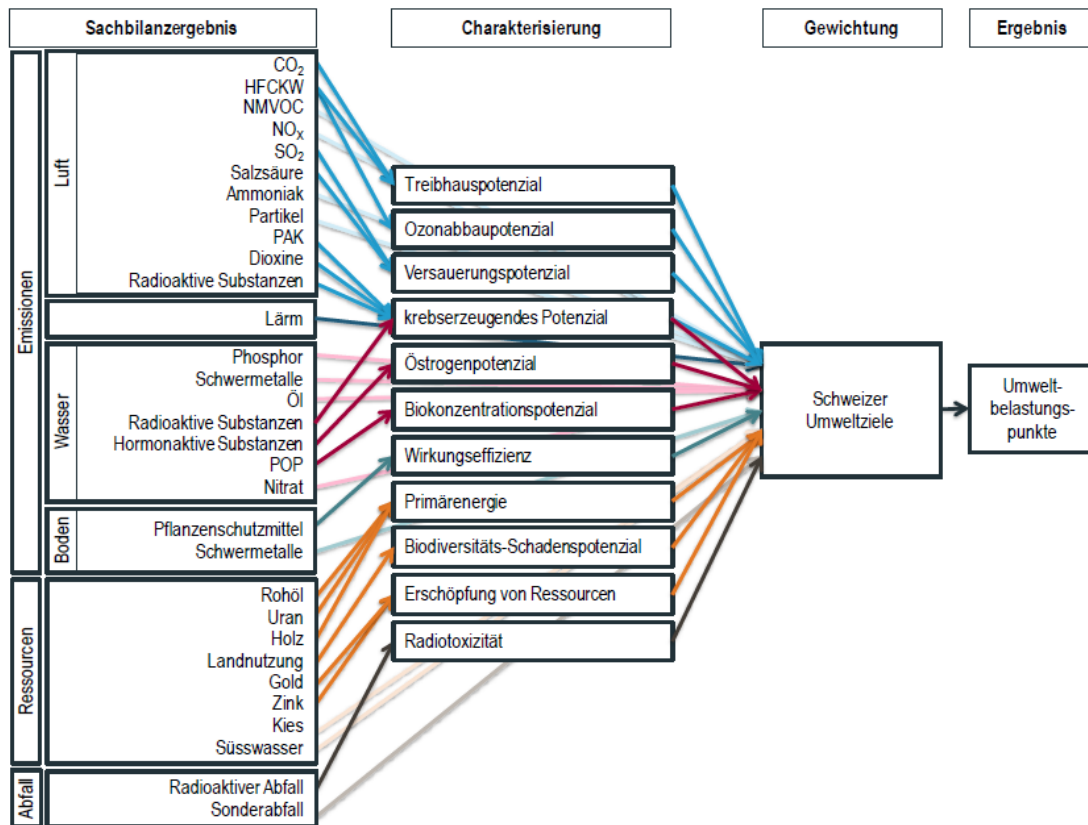 Sachbilanzergebnis
Charakterisierung
Gewichtung
Ergebnis
Emissionen
Luft
CO₂
HFCKW
NMVOC
NOₓ
SO₂
Salzsäure
Ammoniak
Partikel
PAK
Dioxine
Radioaktive Substanzen
Lärm
Wasser
Phosphor
Schwermetalle
Öl
Radioaktive Substanzen
Hormonaktive Substanzen
POP
Nitrat
Boden
Pflanzenschutzmittel
Schwermetalle
Ressourcen
Rohöl
Uran
Holz
Landnutzung
Gold
Zink
Kies
Süsswasser
Abfall
Radioaktiver Abfall
Sonderabfall
Treibhauspotenzial
Ozonabbaupotenzial
Versauerungspotenzial
krebserzeugendes Potenzial
Östrogenpotenzial
Biokonzentrationspotenzial
Wirkungseffizienz
Primärenergie
Biodiversitäts-Schadenspotenzial
Erschöpfung von Ressourcen
Radiotoxizität
Schweizer
Umweltziele
Umwelt-
belastungs-
punkte